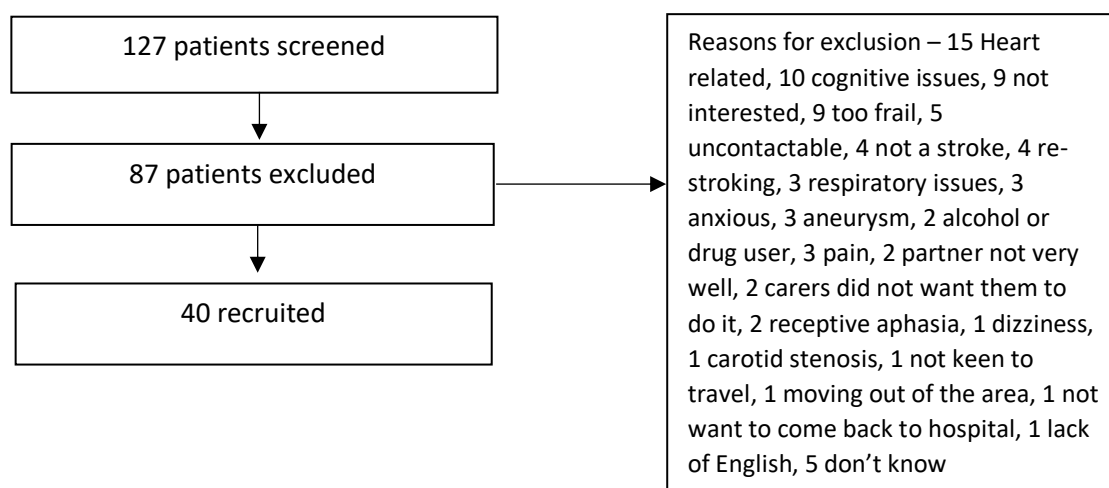 127 patients screened
87 patients excluded
40 recruited
Reasons for exclusion – 15 Heart
related, 10 cognitive issues, 9 not
interested, 9 too frail, 5
uncontactable, 4 not a stroke, 4 re-
stroking, 3 respiratory issues, 3
anxious, 3 aneurysm, 2 alcohol or
drug user, 3 pain, 2 partner not very
well, 2 carers did not want them to
do it, 2 receptive aphasia, 1 dizziness,
1 carotid stenosis, 1 not keen to
travel, 1 moving out of the area, 1 not
want to come back to hospital, 1 lack
of English, 5 don’t know